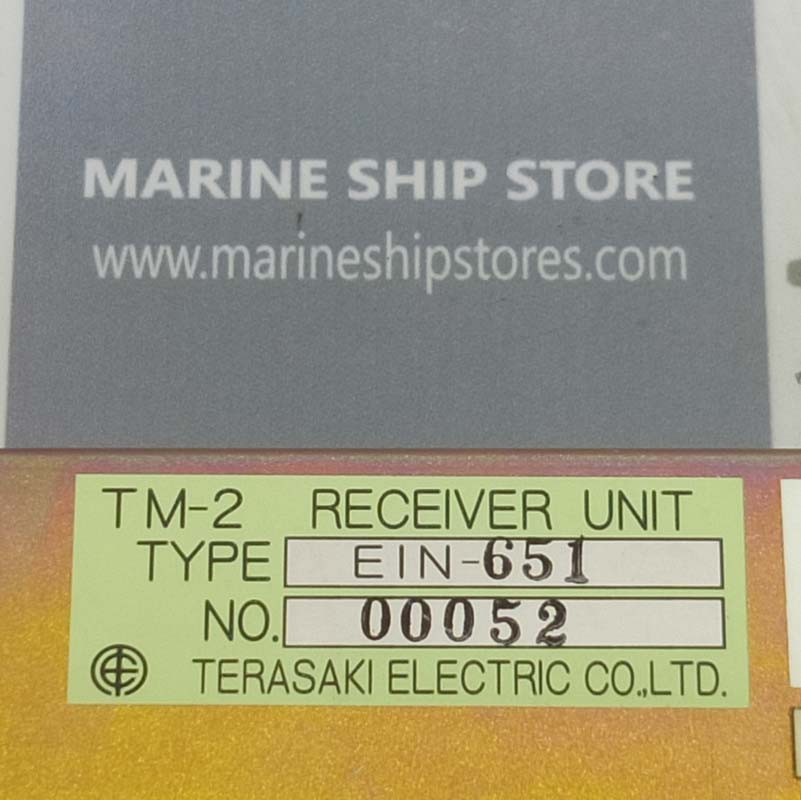 MARINE SHIP STORE
www.marineshipstores.com
TM-2 RECEIVER UNIT
TYPE EIN-651
NO. 00052
TERASAKI ELECTRIC CO.,LTD.